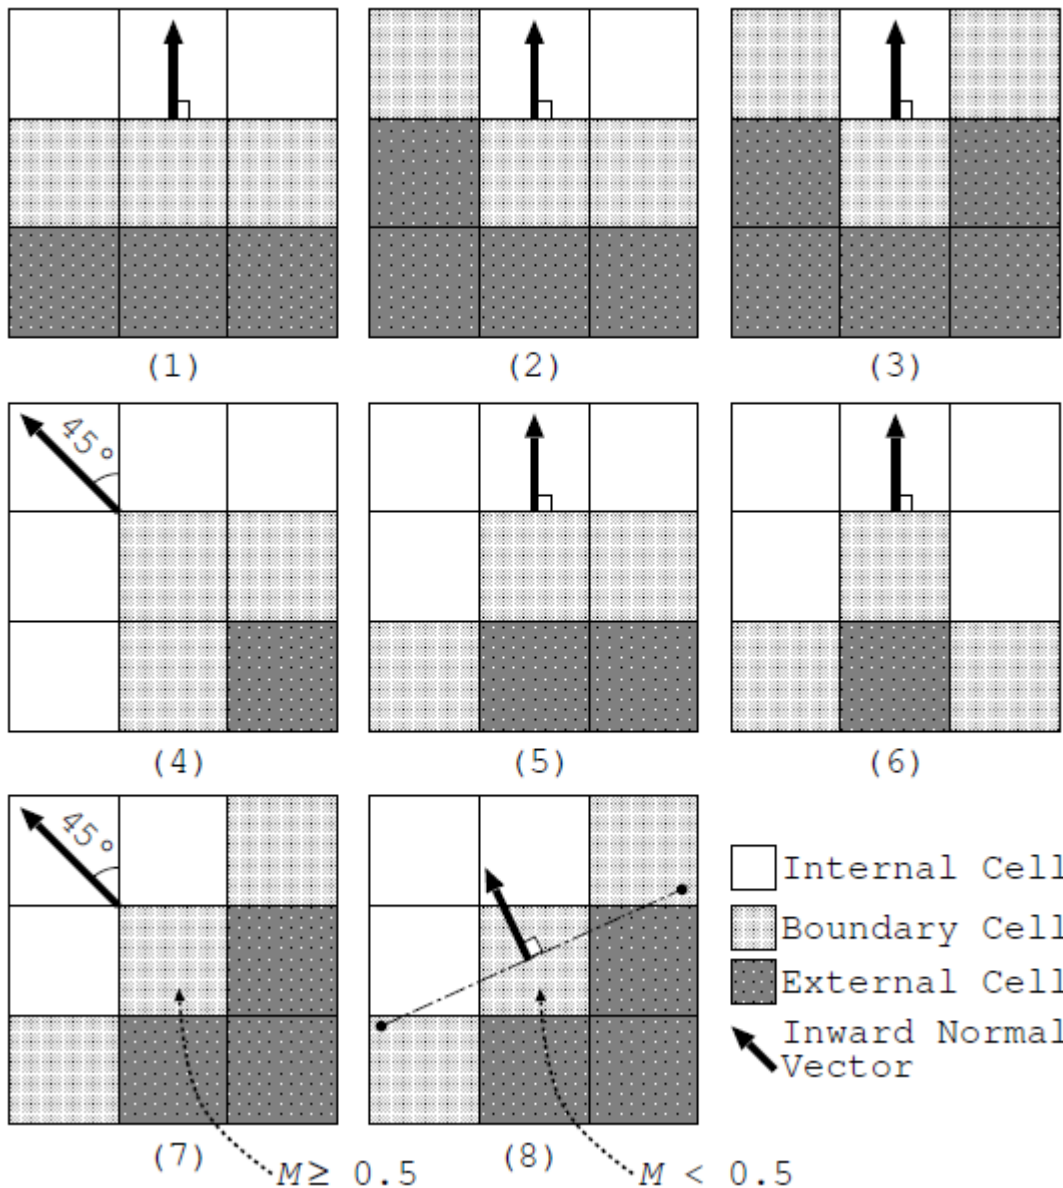 (1)
(2)
(3)
45°
(4)
(5)
(6)
45°
Internal Cell
Boundary Cell
External Cell
Inward Normal
Vector
(7)
M≥ 0.5
(8)
M < 0.5